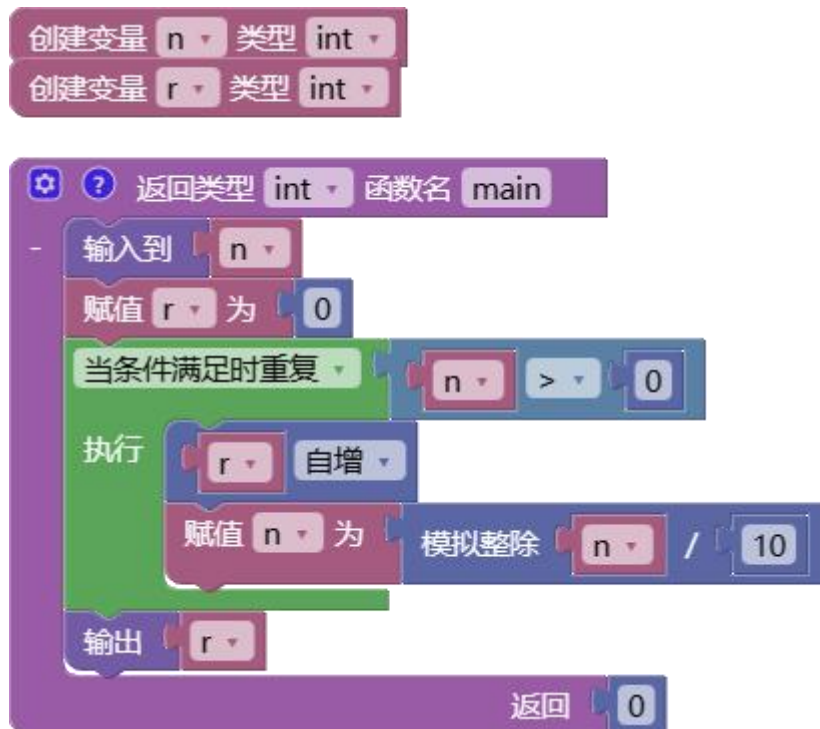 创建变量 n 类型 int
创建变量 r 类型 int
? 返回类型 int 函数名 main
- 输入到 n
赋值 r 为 0
当条件满足时重复 n > 0
执行 r 自增
赋值 n 为 模拟整除 n / 10
输出 r
返回 0